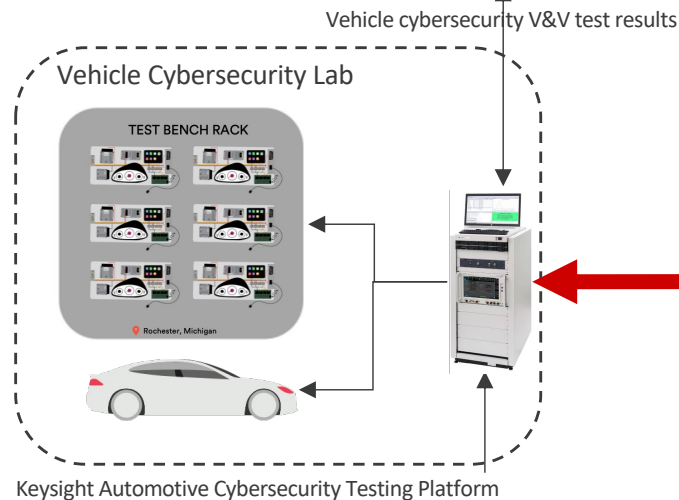 Vehicle cybersecurity V&V test results
Vehicle Cybersecurity Lab
TEST BENCH RACK
Rochester, Michigan
Keysight Automotive Cybersecurity Testing Platform